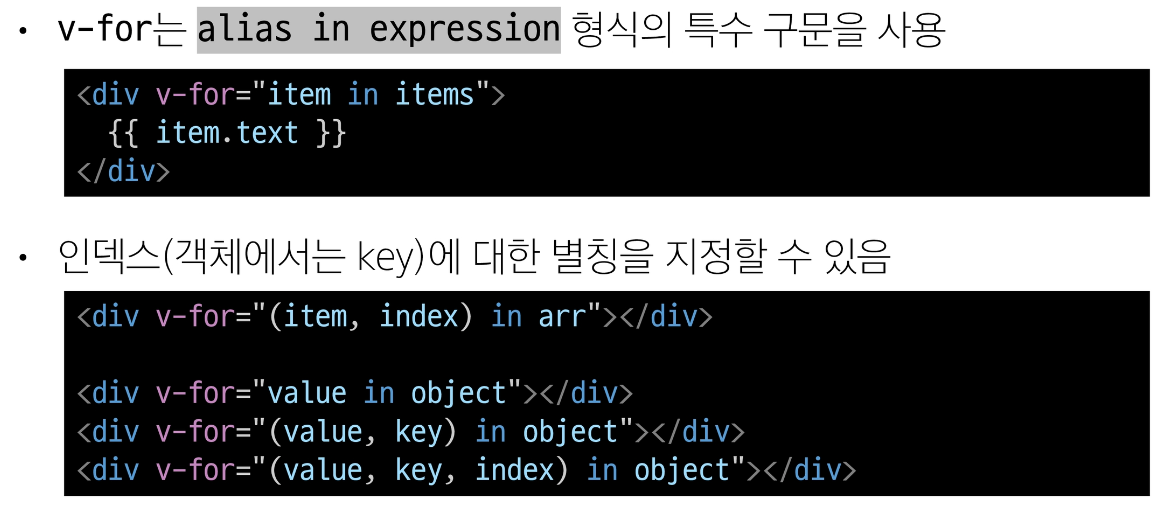 • v-for는 alias in expression 형식의 특수 구문을 사용
<div v-for="item in items">
  {{ item.text }}
</div>
• 인덱스(객체에서는 key)에 대한 별칭을 지정할 수 있음
<div v-for="(item, index) in arr"></div>
<div v-for="value in object"></div>
<div v-for="(value, key) in object"></div>
<div v-for="(value, key, index) in object"></div>